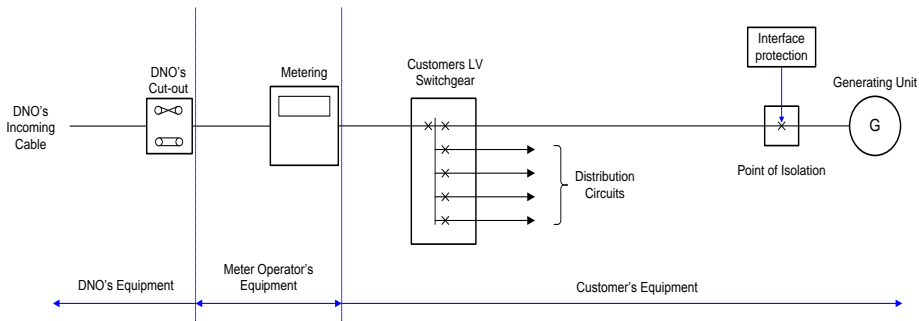 Interface
protection
DNO's
Cut-out
Metering
Customers LV
Switchgear
Generating Unit
DNO's
Incoming
Cable
G
Point of Isolation
Distribution
Circuits
DNO's Equipment
Meter Operator's
Equipment
Customer's Equipment